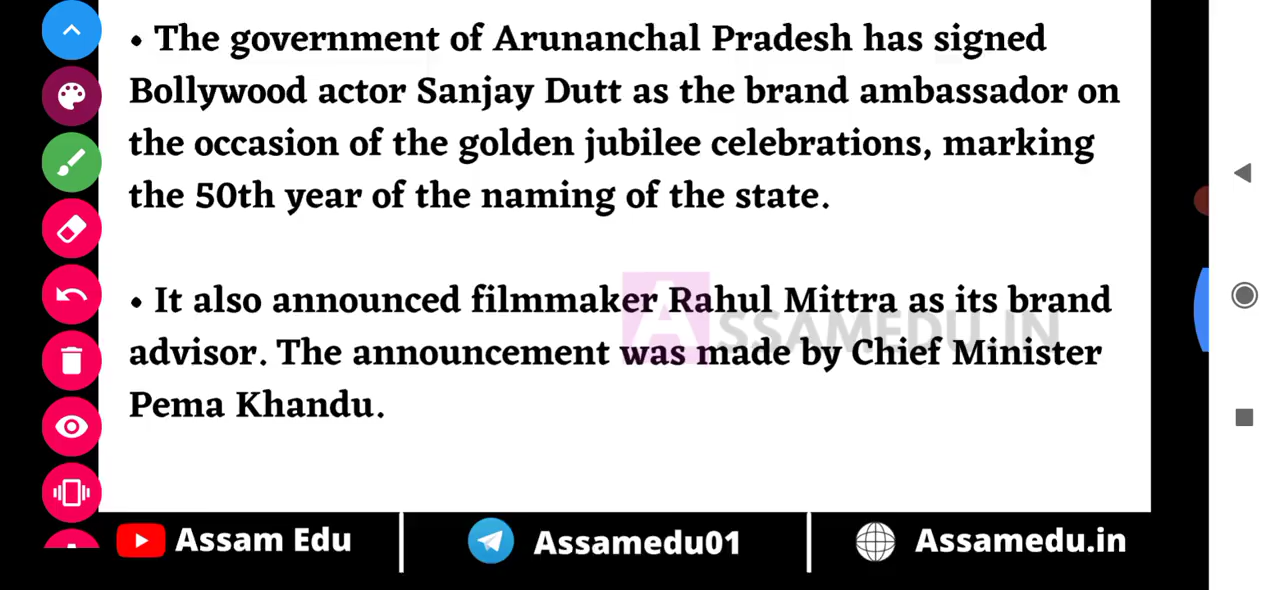 • The government of Arunanchal Pradesh has signed
Bollywood actor Sanjay Dutt as the brand ambassador on
the occasion of the golden jubilee celebrations, marking
the 50th year of the naming of the state.
• It also announced filmmaker Rahul Mittra as its brand
advisor. The announcement was made by Chief Minister
Pema Khandu.
ASSAMEDU.IN
Assam Edu
Assamedu01
Assamedu.in